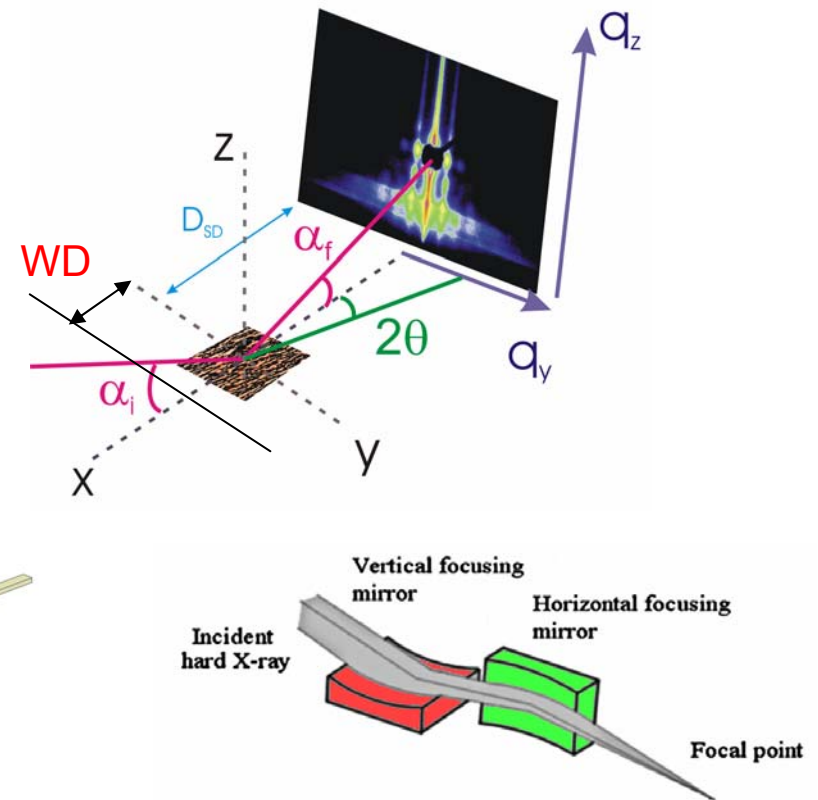 q_z
z
D_SD
α_f
WD
2θ
q_y
α_i
y
x
Vertical focusing
mirror
Horizontal focusing
mirror
Incident
hard X-ray
Focal point